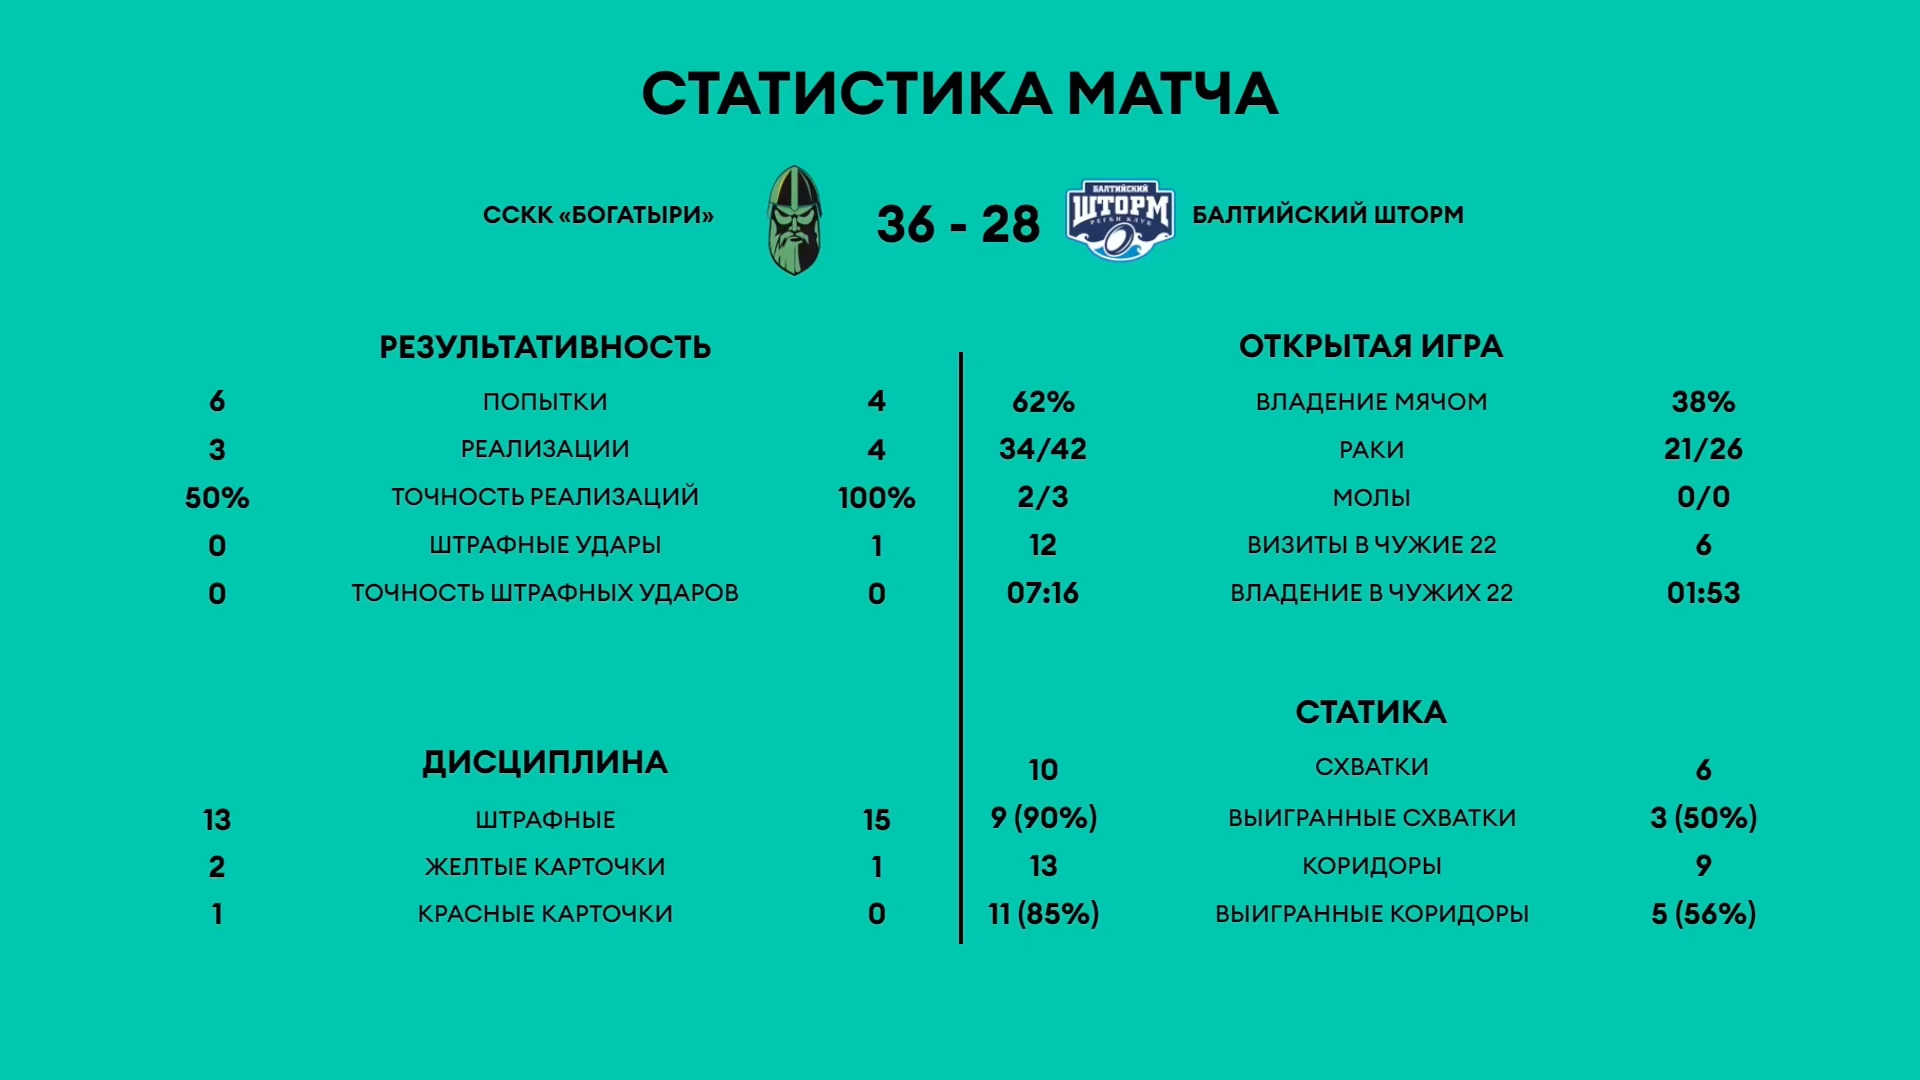 СТАТИСТИКА МАТЧА
ССКК «БОГАТЫРИ» 36 - 28 БАЛТИЙСКИЙ ШТОРМ
БАЛТИЙСКИЙ
ШТОРМ
РЕГБИ КЛУБ
РЕЗУЛЬТАТИВНОСТЬ
6 ПОПЫТКИ 4
3 РЕАЛИЗАЦИИ 4
50% ТОЧНОСТЬ РЕАЛИЗАЦИЙ 100%
0 ШТРАФНЫЕ УДАРЫ 1
0 ТОЧНОСТЬ ШТРАФНЫХ УДАРОВ 0
ДИСЦИПЛИНА
13 ШТРАФНЫЕ 15
2 ЖЕЛТЫЕ КАРТОЧКИ 1
1 КРАСНЫЕ КАРТОЧКИ 0
ОТКРЫТАЯ ИГРА
62% ВЛАДЕНИЕ МЯЧОМ 38%
34/42 РАКИ 21/26
2/3 МОЛЫ 0/0
12 ВИЗИТЫ В ЧУЖИЕ 22 6
07:16 ВЛАДЕНИЕ В ЧУЖИХ 22 01:53
СТАТИКА
10 СХВАТКИ 6
9 (90%) ВЫИГРАННЫЕ СХВАТКИ 3 (50%)
13 КОРИДОРЫ 9
11 (85%) ВЫИГРАННЫЕ КОРИДОРЫ 5 (56%)